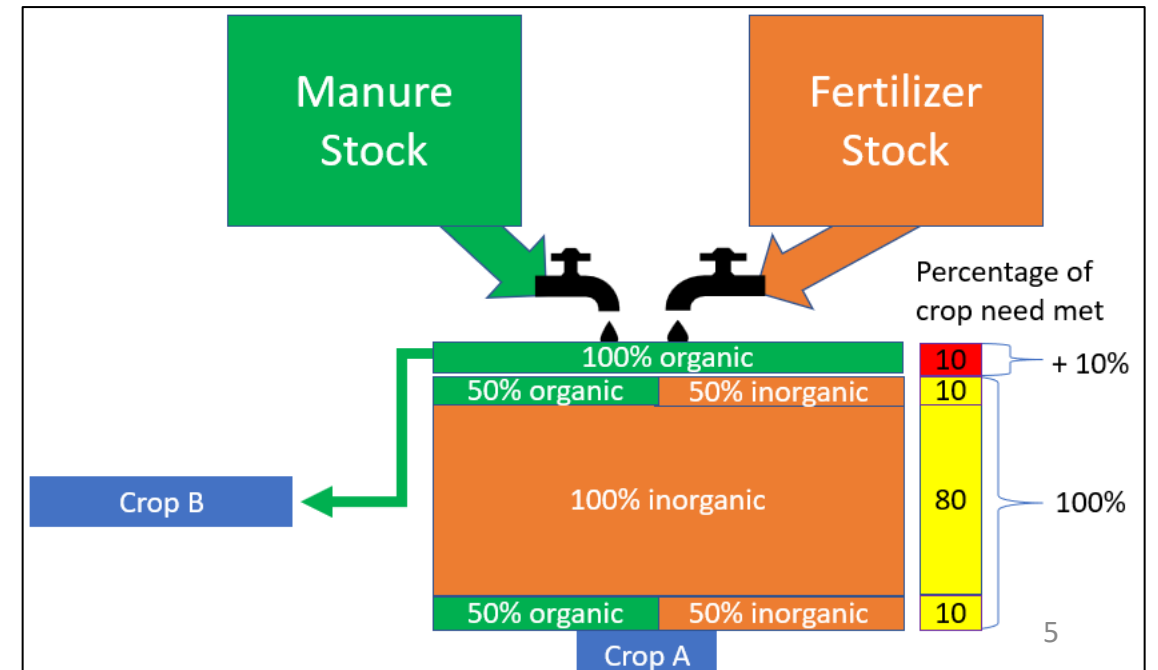 Manure
Stock
Fertilizer
Stock
Percentage of
crop need met
100% organic
10
+ 10%
50% organic
50% inorganic
10
Crop B
100% inorganic
80
100%
50% organic
50% inorganic
10
5
Crop A